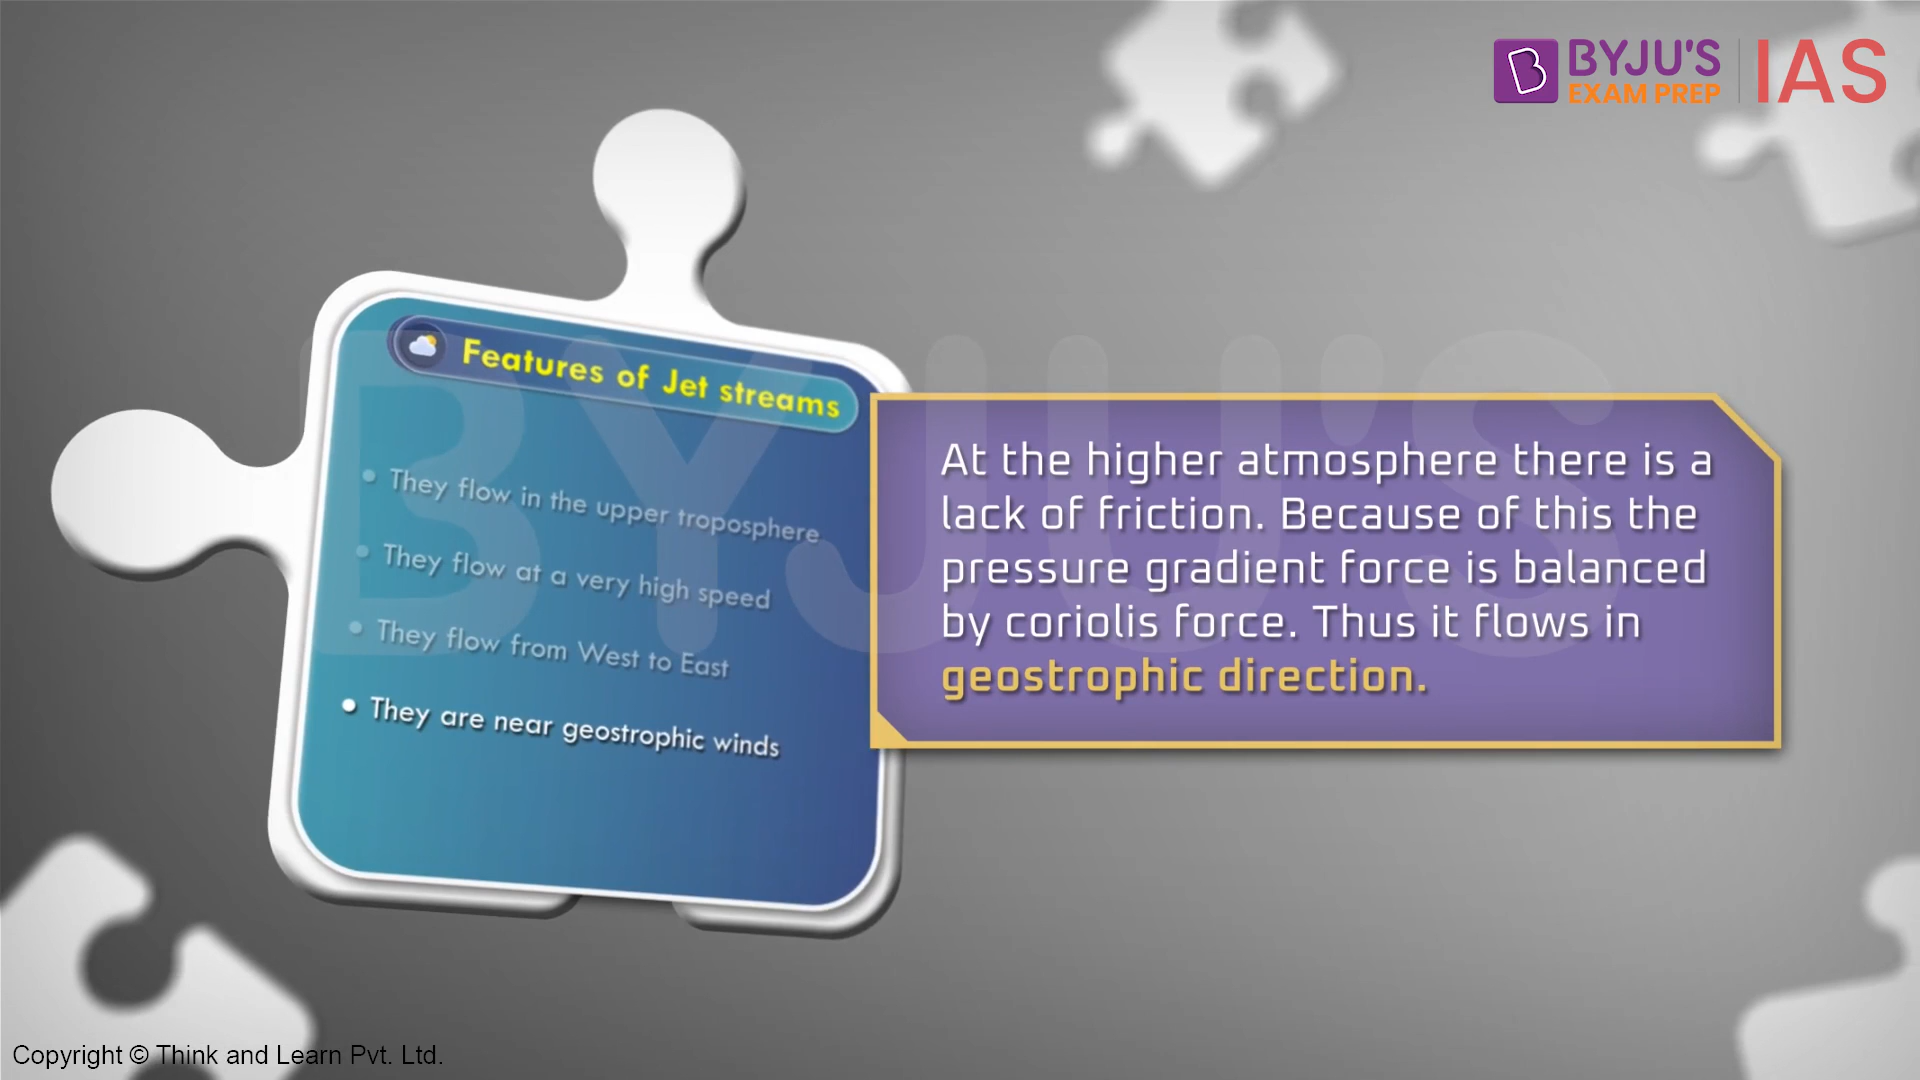 BYJU'S
EXAM PREP
IAS
Features of Jet streams
• They flow in the upper troposphere
• They flow at a very high speed
• They flow from West to East
• They are near geostrophic winds
At the higher atmosphere there is a
lack of friction. Because of this the
pressure gradient force is balanced
by coriolis force. Thus it flows in
geostrophic direction.
BYJU'S
Copyright © Think and Learn Pvt. Ltd.